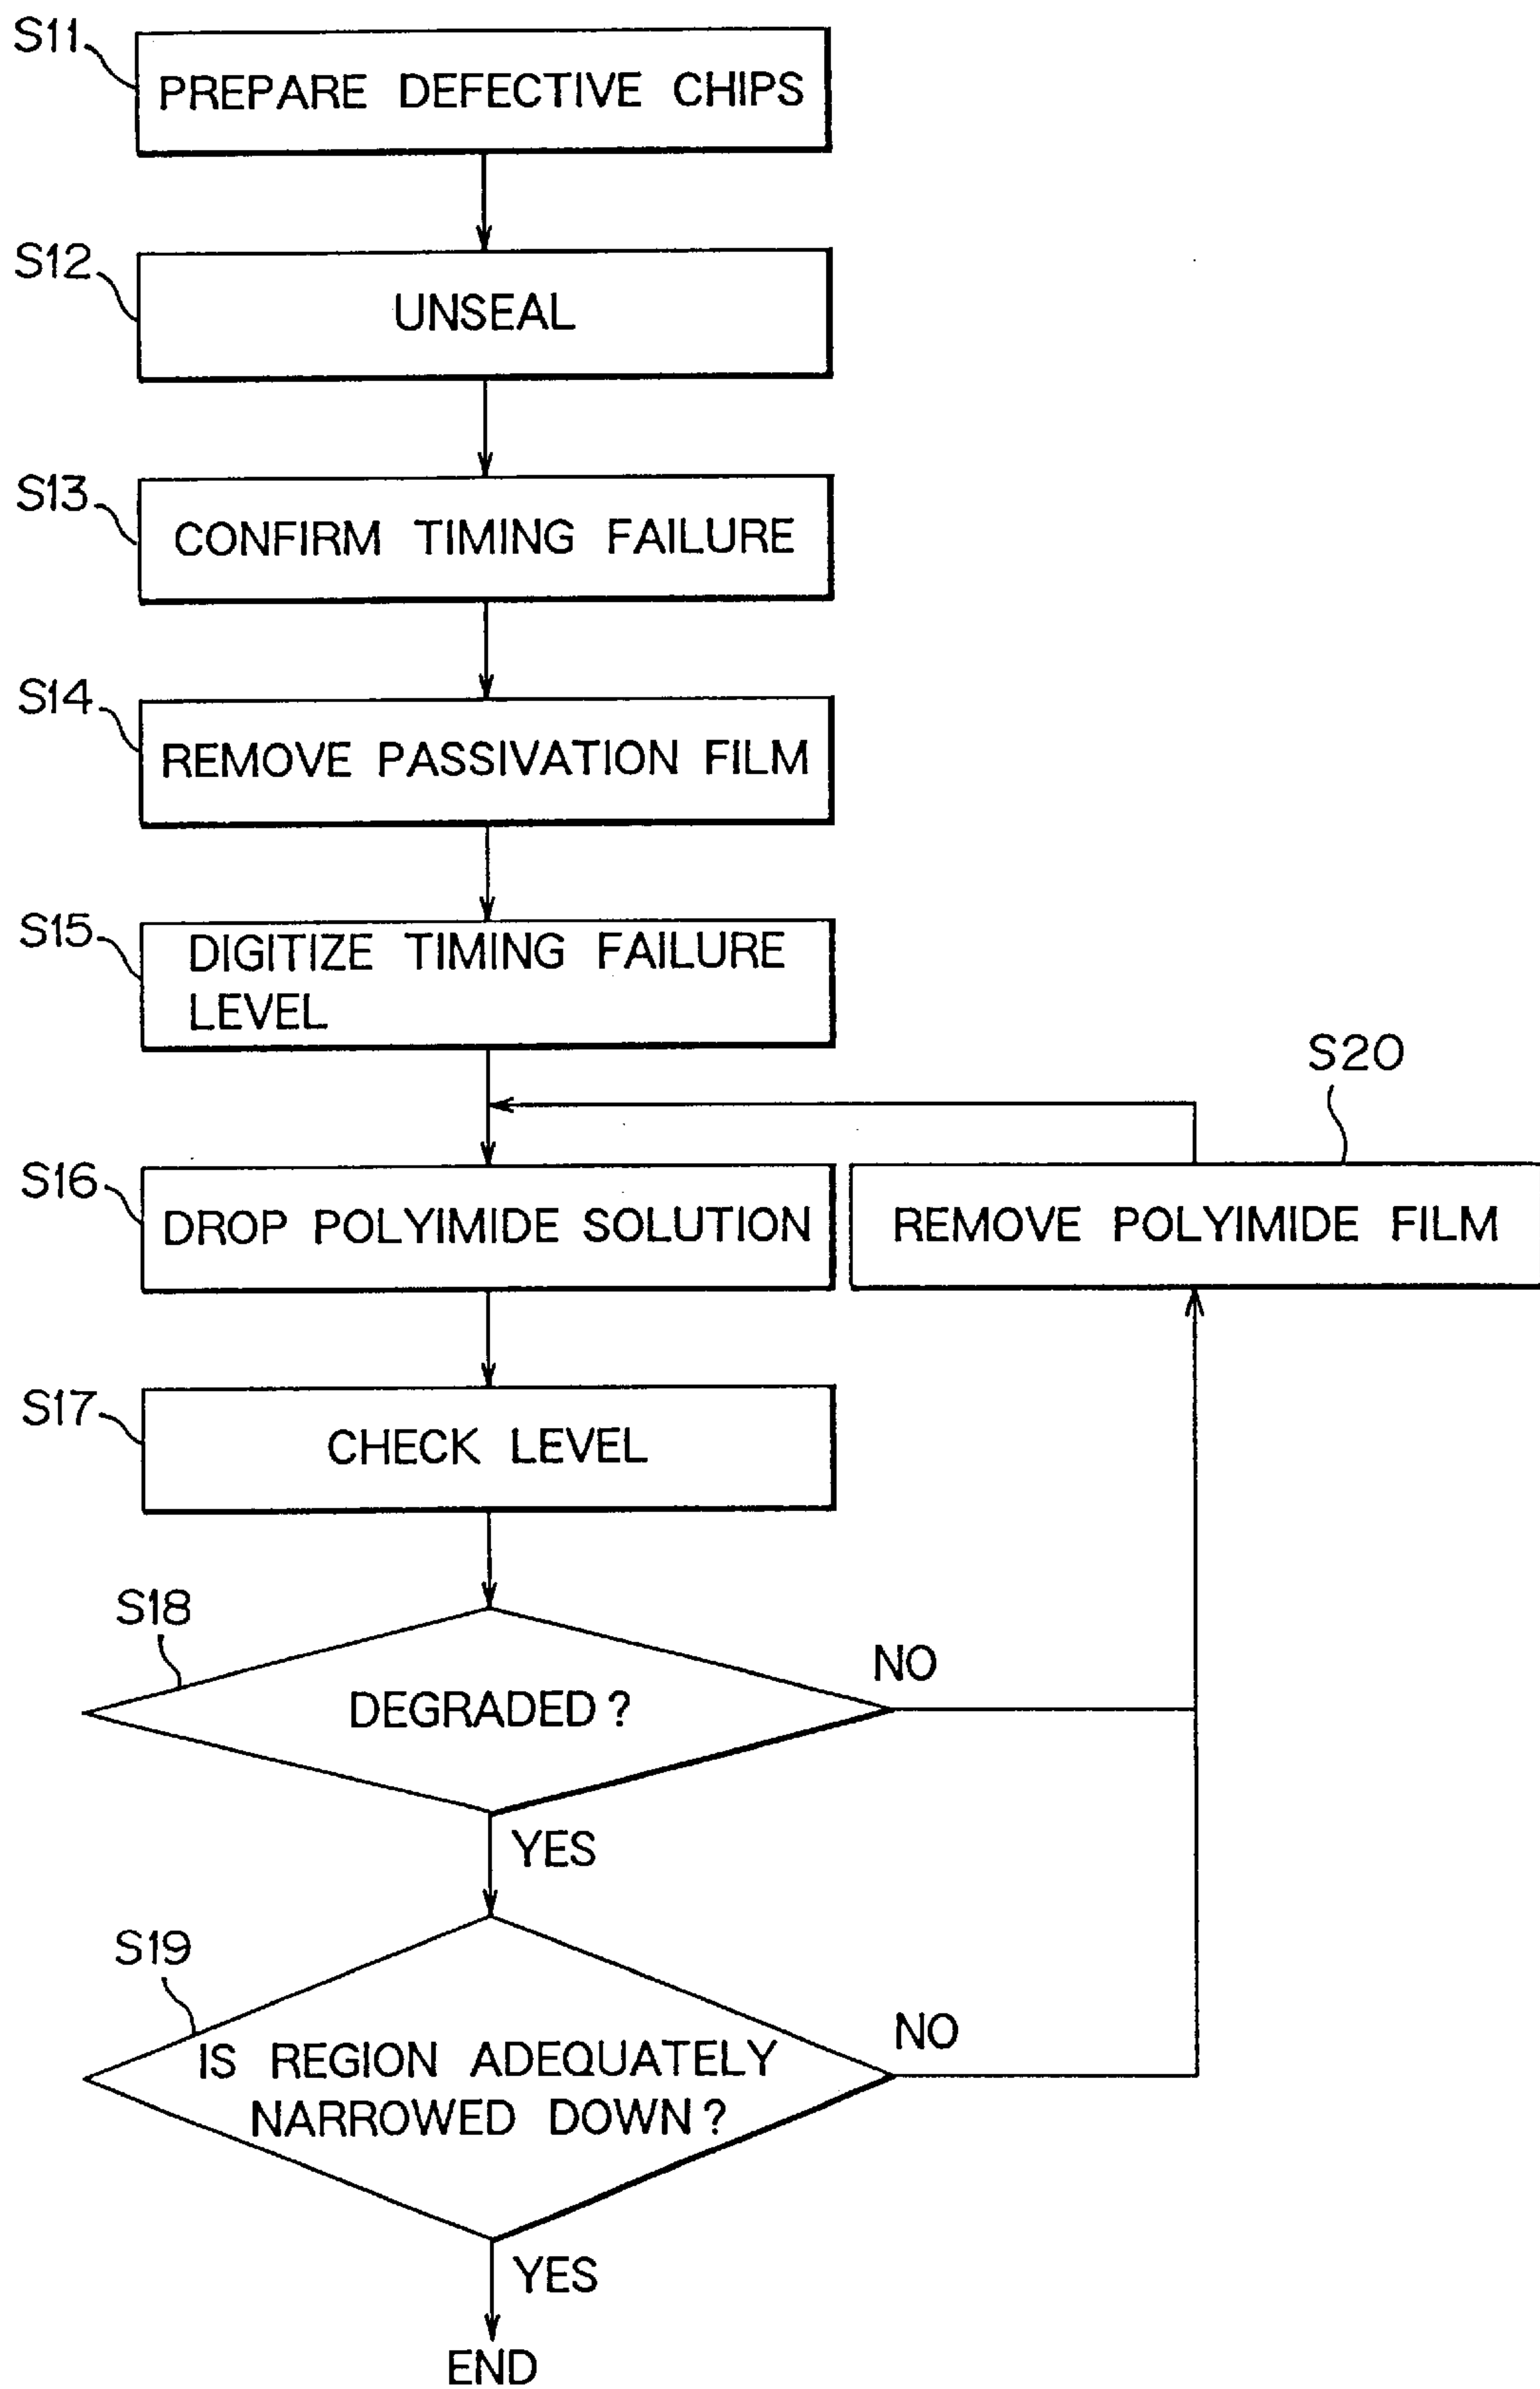 S11
PREPARE DEFECTIVE CHIPS
S12
UNSEAL
S13
CONFIRM TIMING FAILURE
S14
REMOVE PASSIVATION FILM
S15
DIGITIZE TIMING FAILURE
LEVEL
S20
S16
DROP POLYIMIDE SOLUTION
REMOVE POLYIMIDE FILM
S17
CHECK LEVEL
S18
NO
DEGRADED?
YES
S19
NO
IS REGION ADEQUATELY
NARROWED DOWN?
YES
END